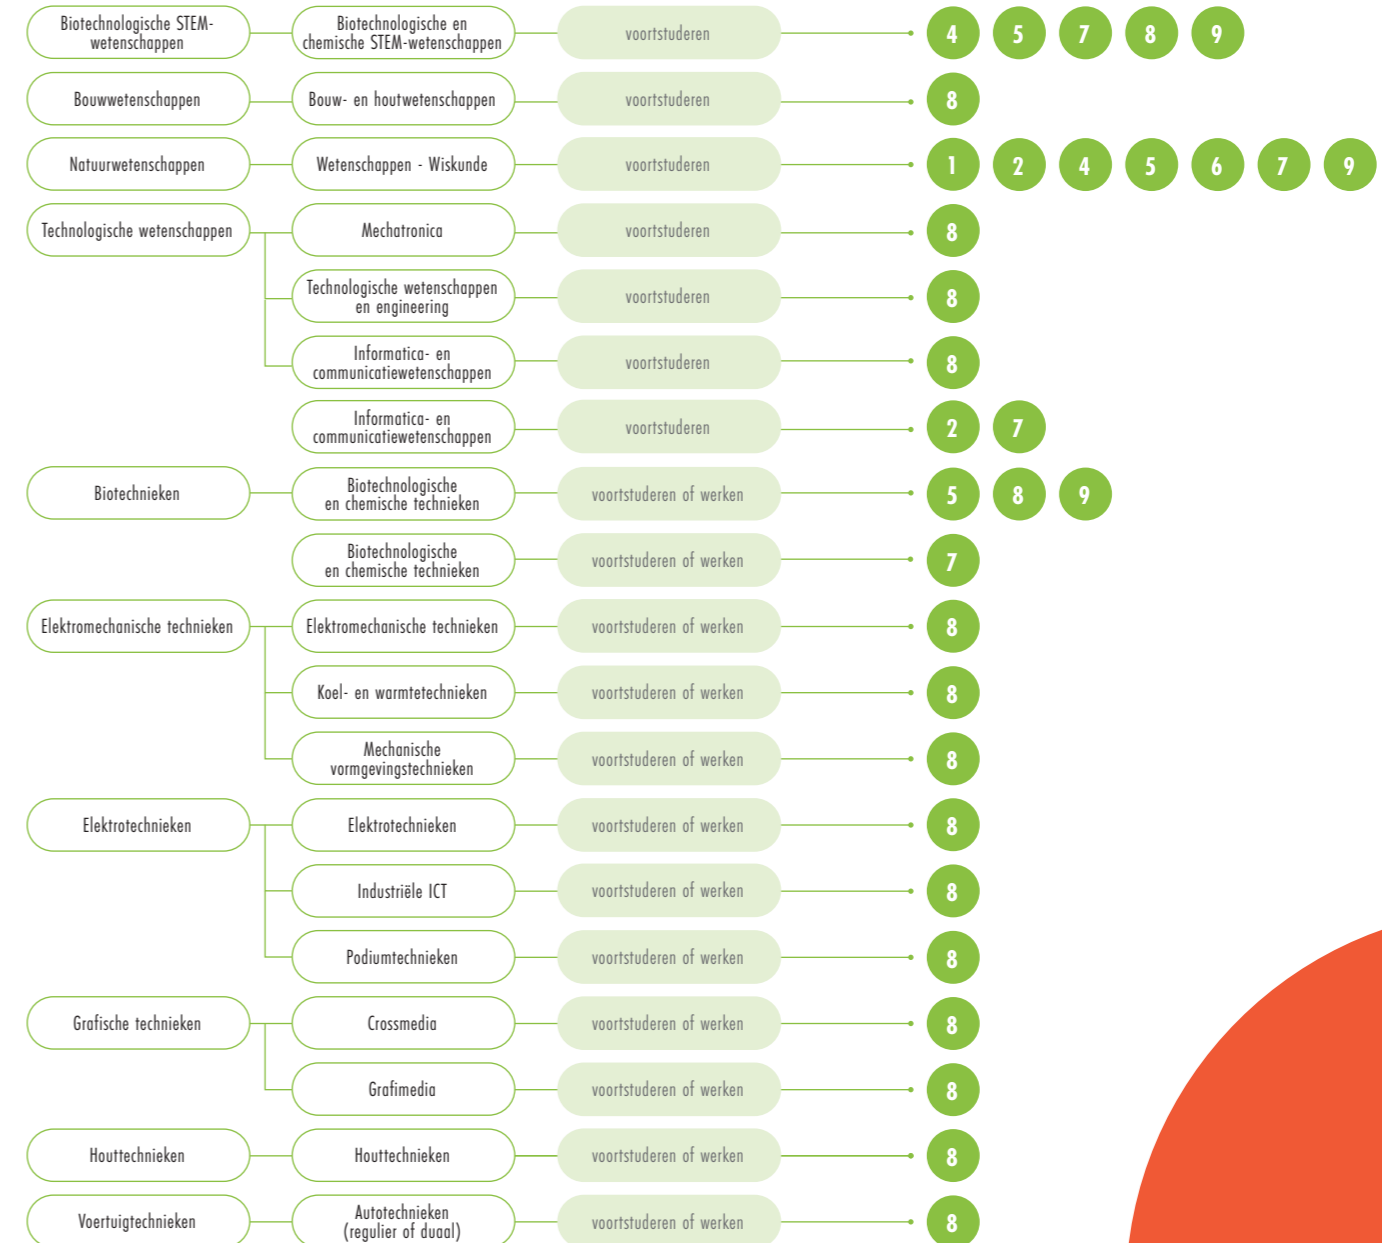 Biotechnologische STEM-
wetenschappen
Biotechnologische en
chemische STEM-wetenschappen
voortstuderen
4 5 7 8 9
Bouwwetenschappen
Bouw- en houtwetenschappen
voortstuderen
8
Natuurwetenschappen
Wetenschappen - Wiskunde
voortstuderen
1 2 4 5 6 7 9
Technologische wetenschappen
Mechatronica
voortstuderen
8
Technologische wetenschappen
en engineering
voortstuderen
8
Informatica- en
communicatiewetenschappen
voortstuderen
8
Informatica- en
communicatiewetenschappen
voortstuderen
2 7
Biotechnieken
Biotechnologische
en chemische technieken
voortstuderen of werken
5 8 9
Biotechnologische
en chemische technieken
voortstuderen of werken
7
Elektromechanische technieken
Elektromechanische technieken
voortstuderen of werken
8
Koel- en warmtetechnieken
voortstuderen of werken
8
Mechanische
vormgevingstechnieken
voortstuderen of werken
8
Elektrotechnieken
Elektrotechnieken
voortstuderen of werken
8
Industriële ICT
voortstuderen of werken
8
Podiumtechnieken
voortstuderen of werken
8
Grafische technieken
Crossmedia
voortstuderen of werken
8
Grafimedia
voortstuderen of werken
8
Houttechnieken
Houttechnieken
voortstuderen of werken
8
Voertuigtechnieken
Autotechnieken
(regulier of duaal)
voortstuderen of werken
8